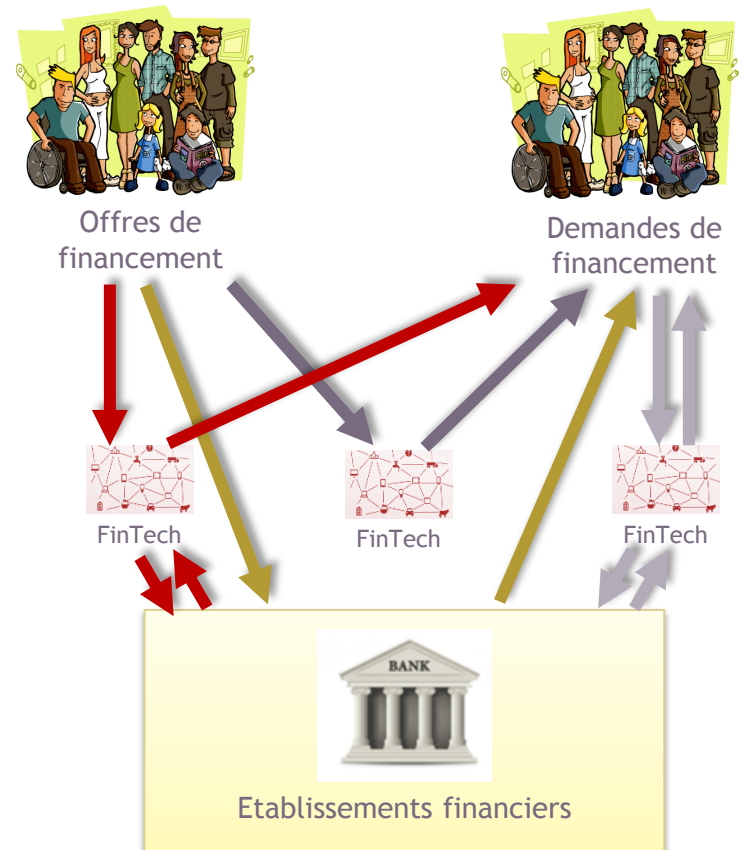 Offres de
financement
Demandes de
financement
FinTech
FinTech
FinTech
BANK
Etablissements financiers